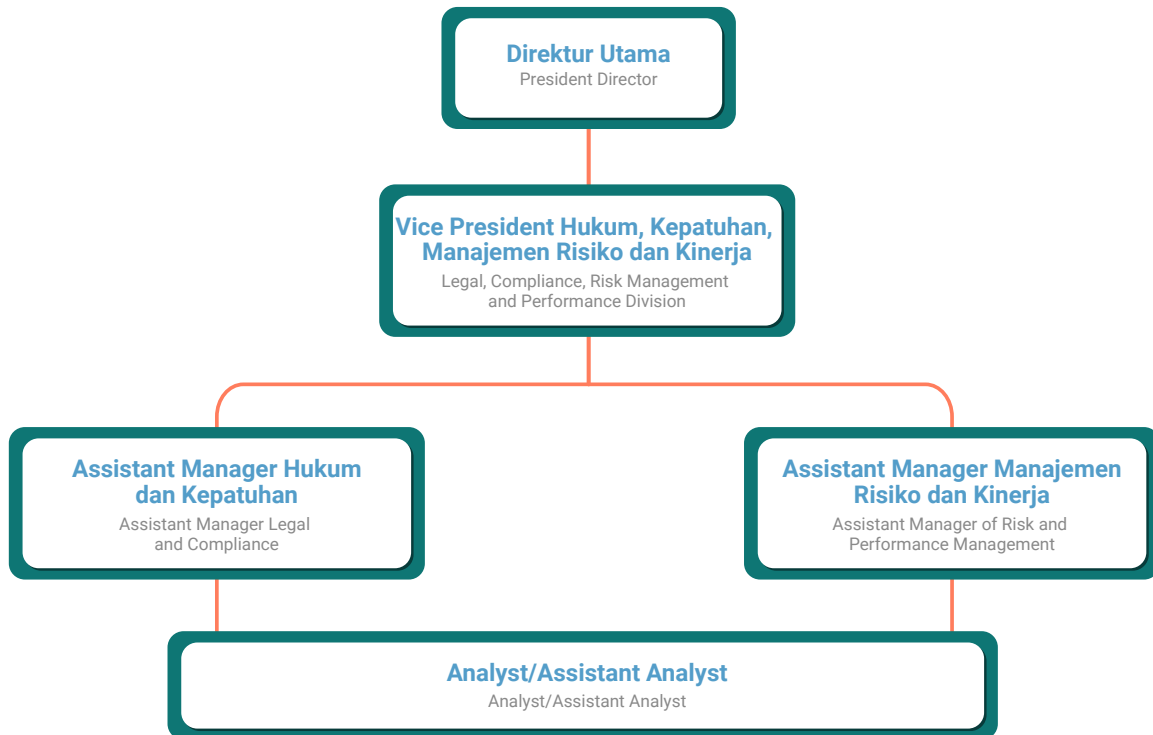 Direktur Utama
President Director
Vice President Hukum, Kepatuhan,
Manajemen Risiko dan Kinerja
Legal, Compliance, Risk Management
and Performance Division
Assistant Manager Hukum
dan Kepatuhan
Assistant Manager Legal
and Compliance
Assistant Manager Manajemen
Risiko dan Kinerja
Assistant Manager of Risk and
Performance Management
Analyst/Assistant Analyst
Analyst/Assistant Analyst